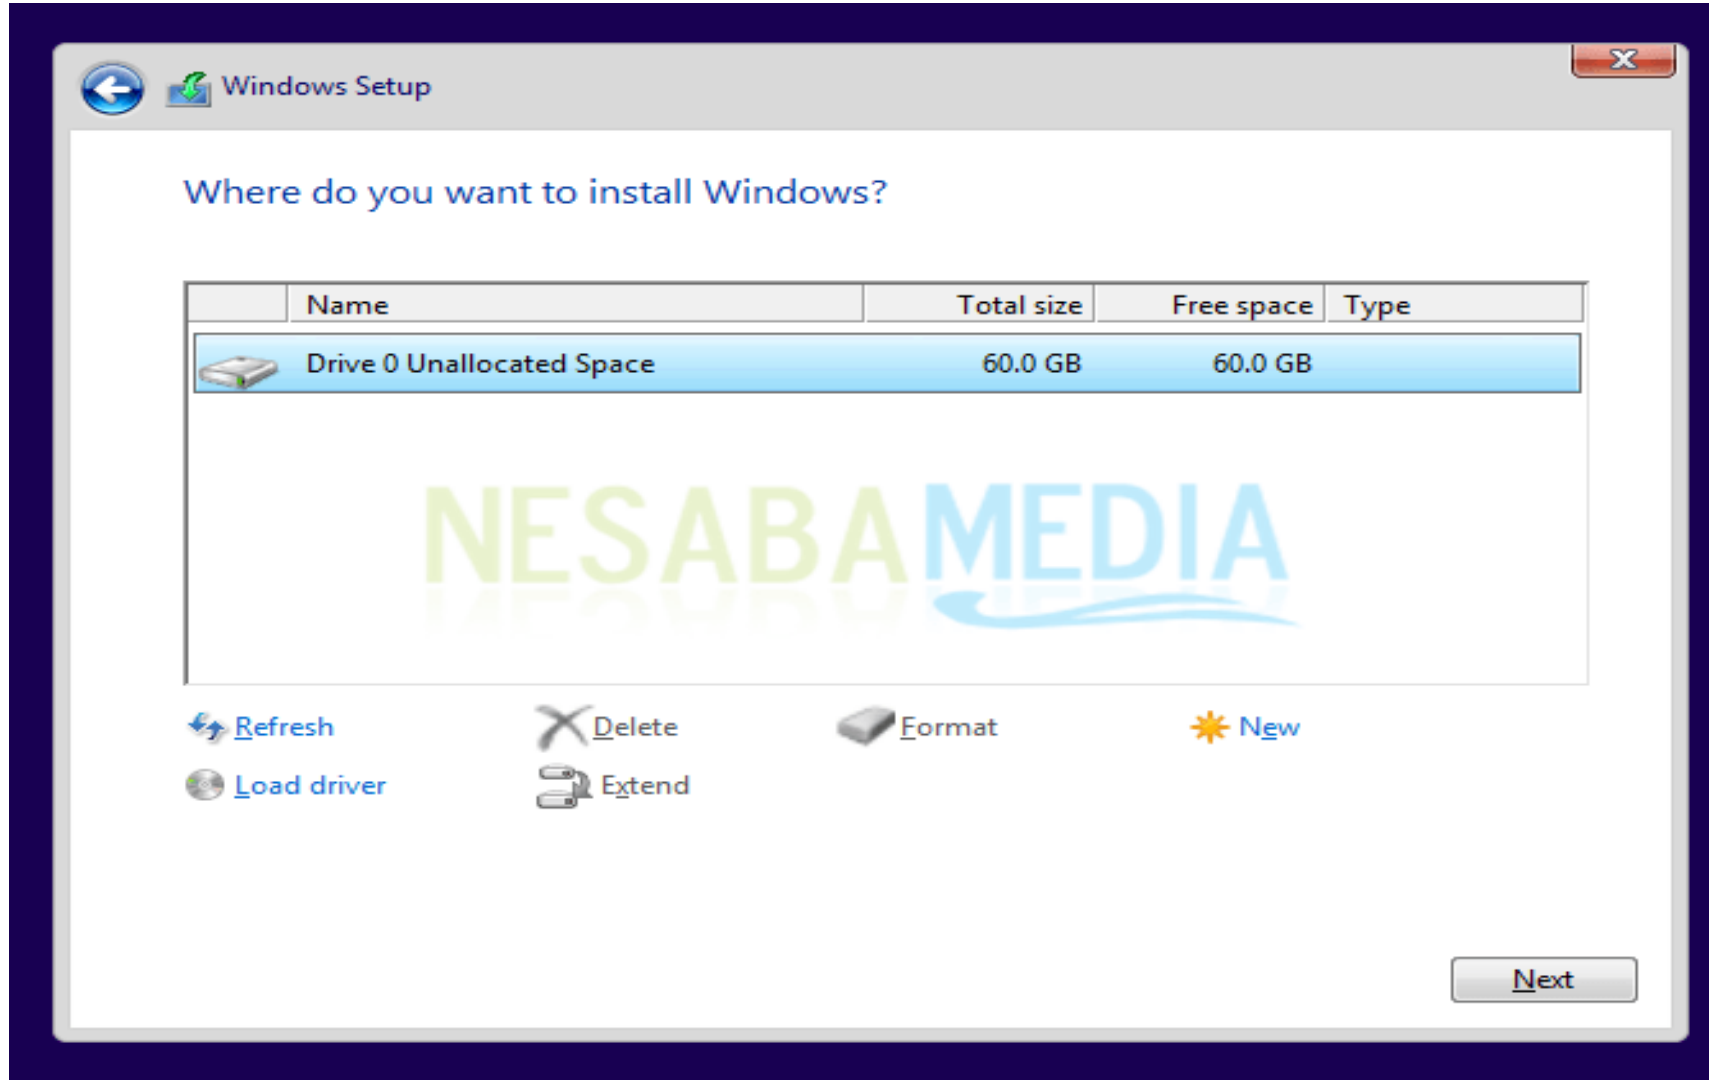 Windows Setup
Where do you want to install Windows?
Name Total size Free space Type
Drive 0 Unallocated Space 60.0 GB 60.0 GB
NESABAMEDIA
Refresh Delete Format New
Load driver Extend
Next